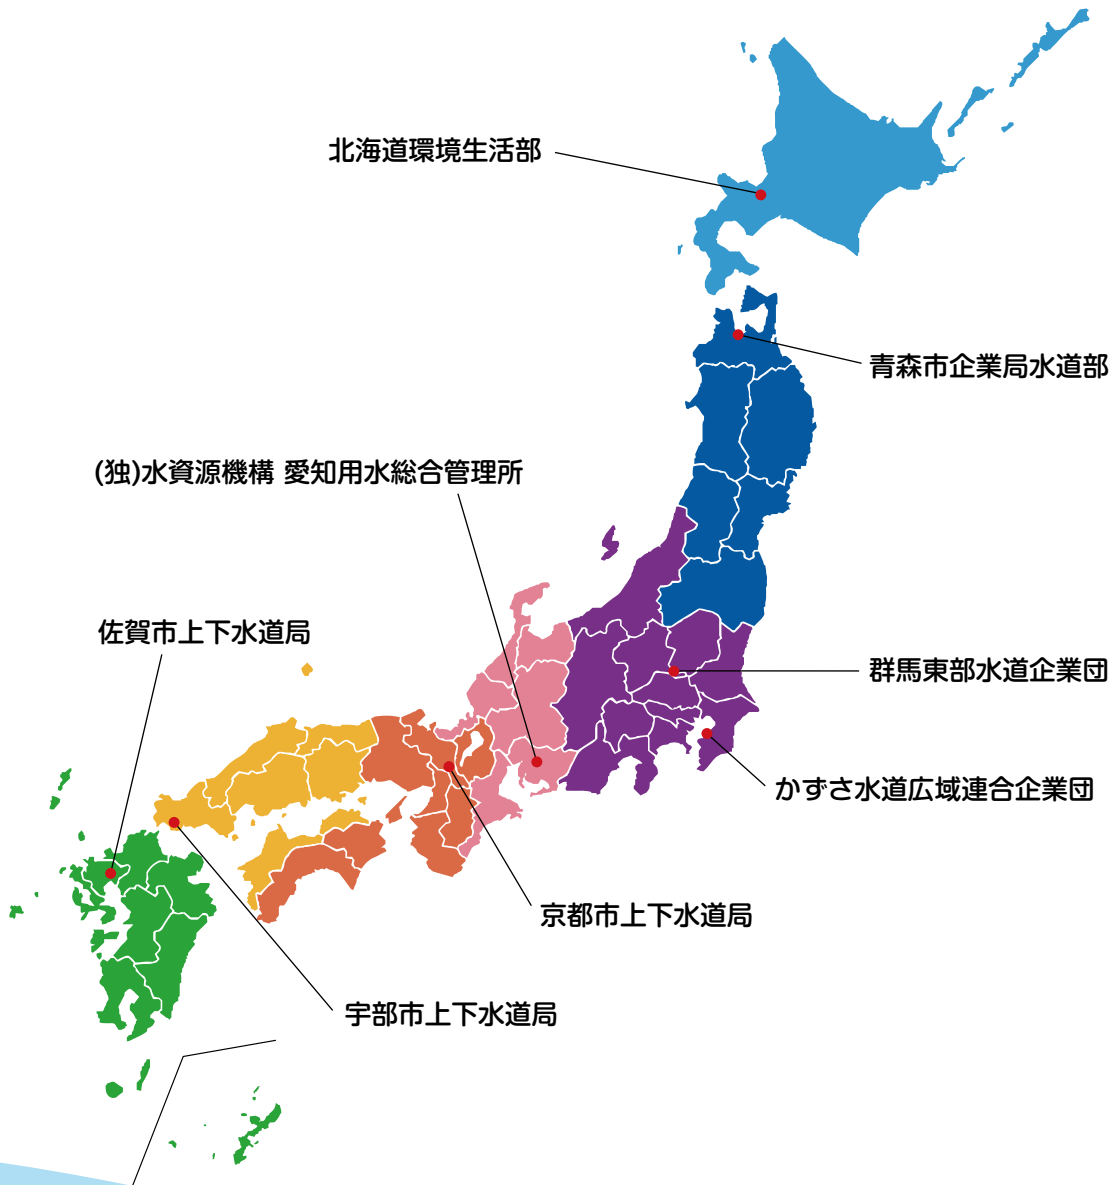 北海道環境生活部
青森市企業局水道部
(独)水資源機構 愛知用水総合管理所
佐賀市上下水道局
群馬東部水道企業団
かずさ水道広域連合企業団
京都市上下水道局
宇部市上下水道局